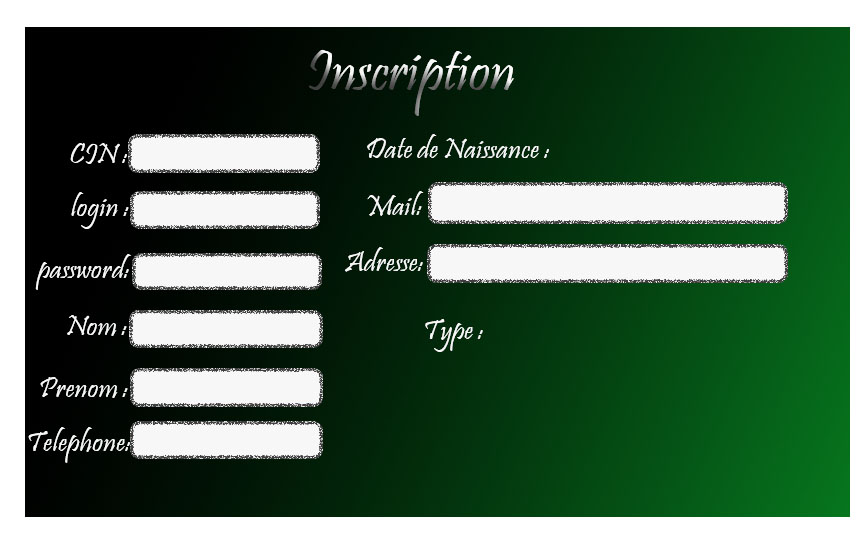 Inscription
CIN :
login :
password:
Nom :
Prenom :
Telephone:
Date de Naissance :
Mail:
Adresse:
Type :